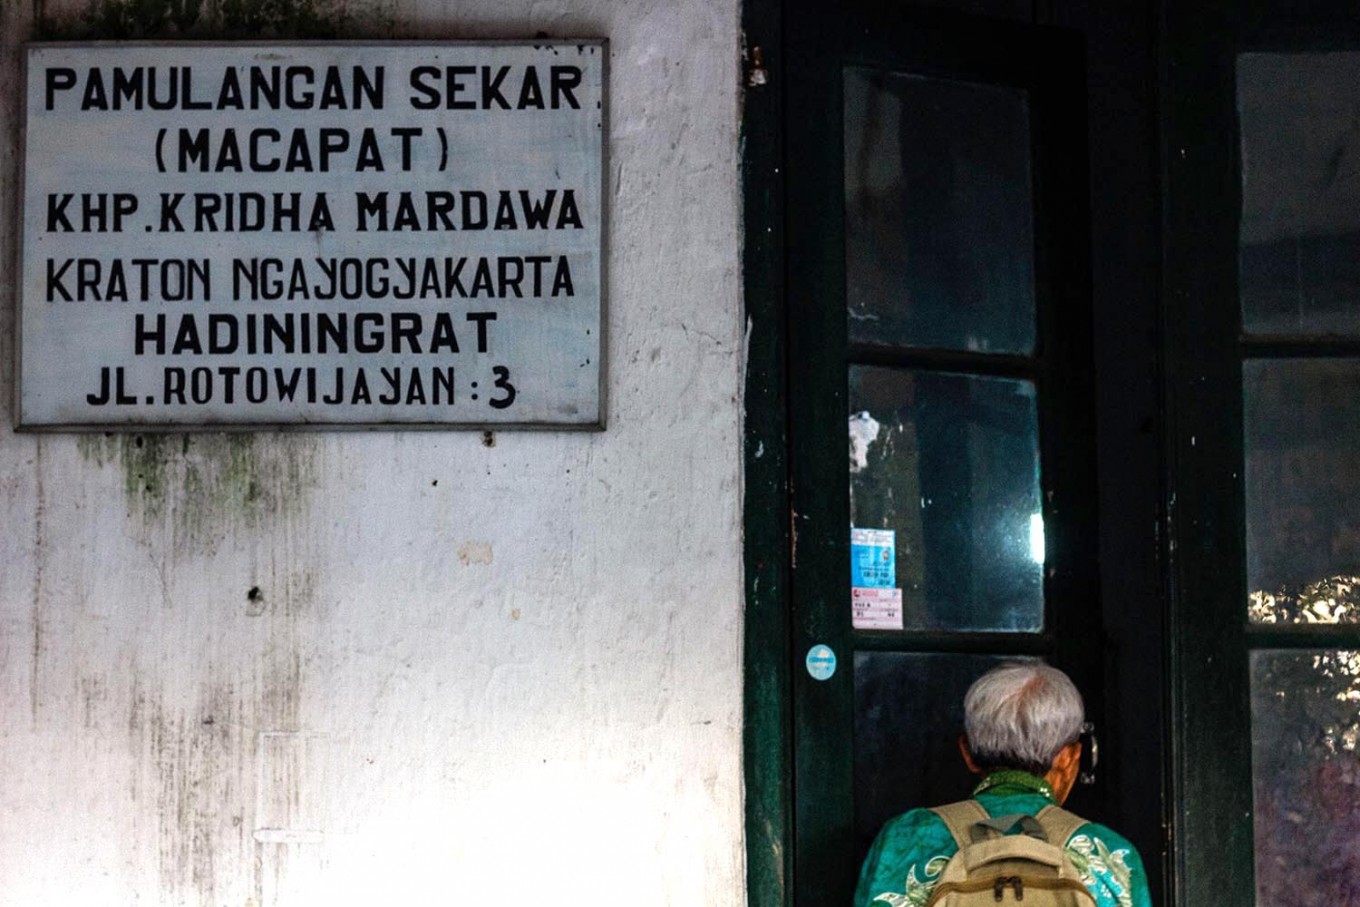 PAMULANGAN SEKAR.
(MACAPAT)
KHP.KRIDHA MARDAWA
KRATON NGAYOGYAKARTA
HADININGRAT
JL.ROTOWIJAYAN :3